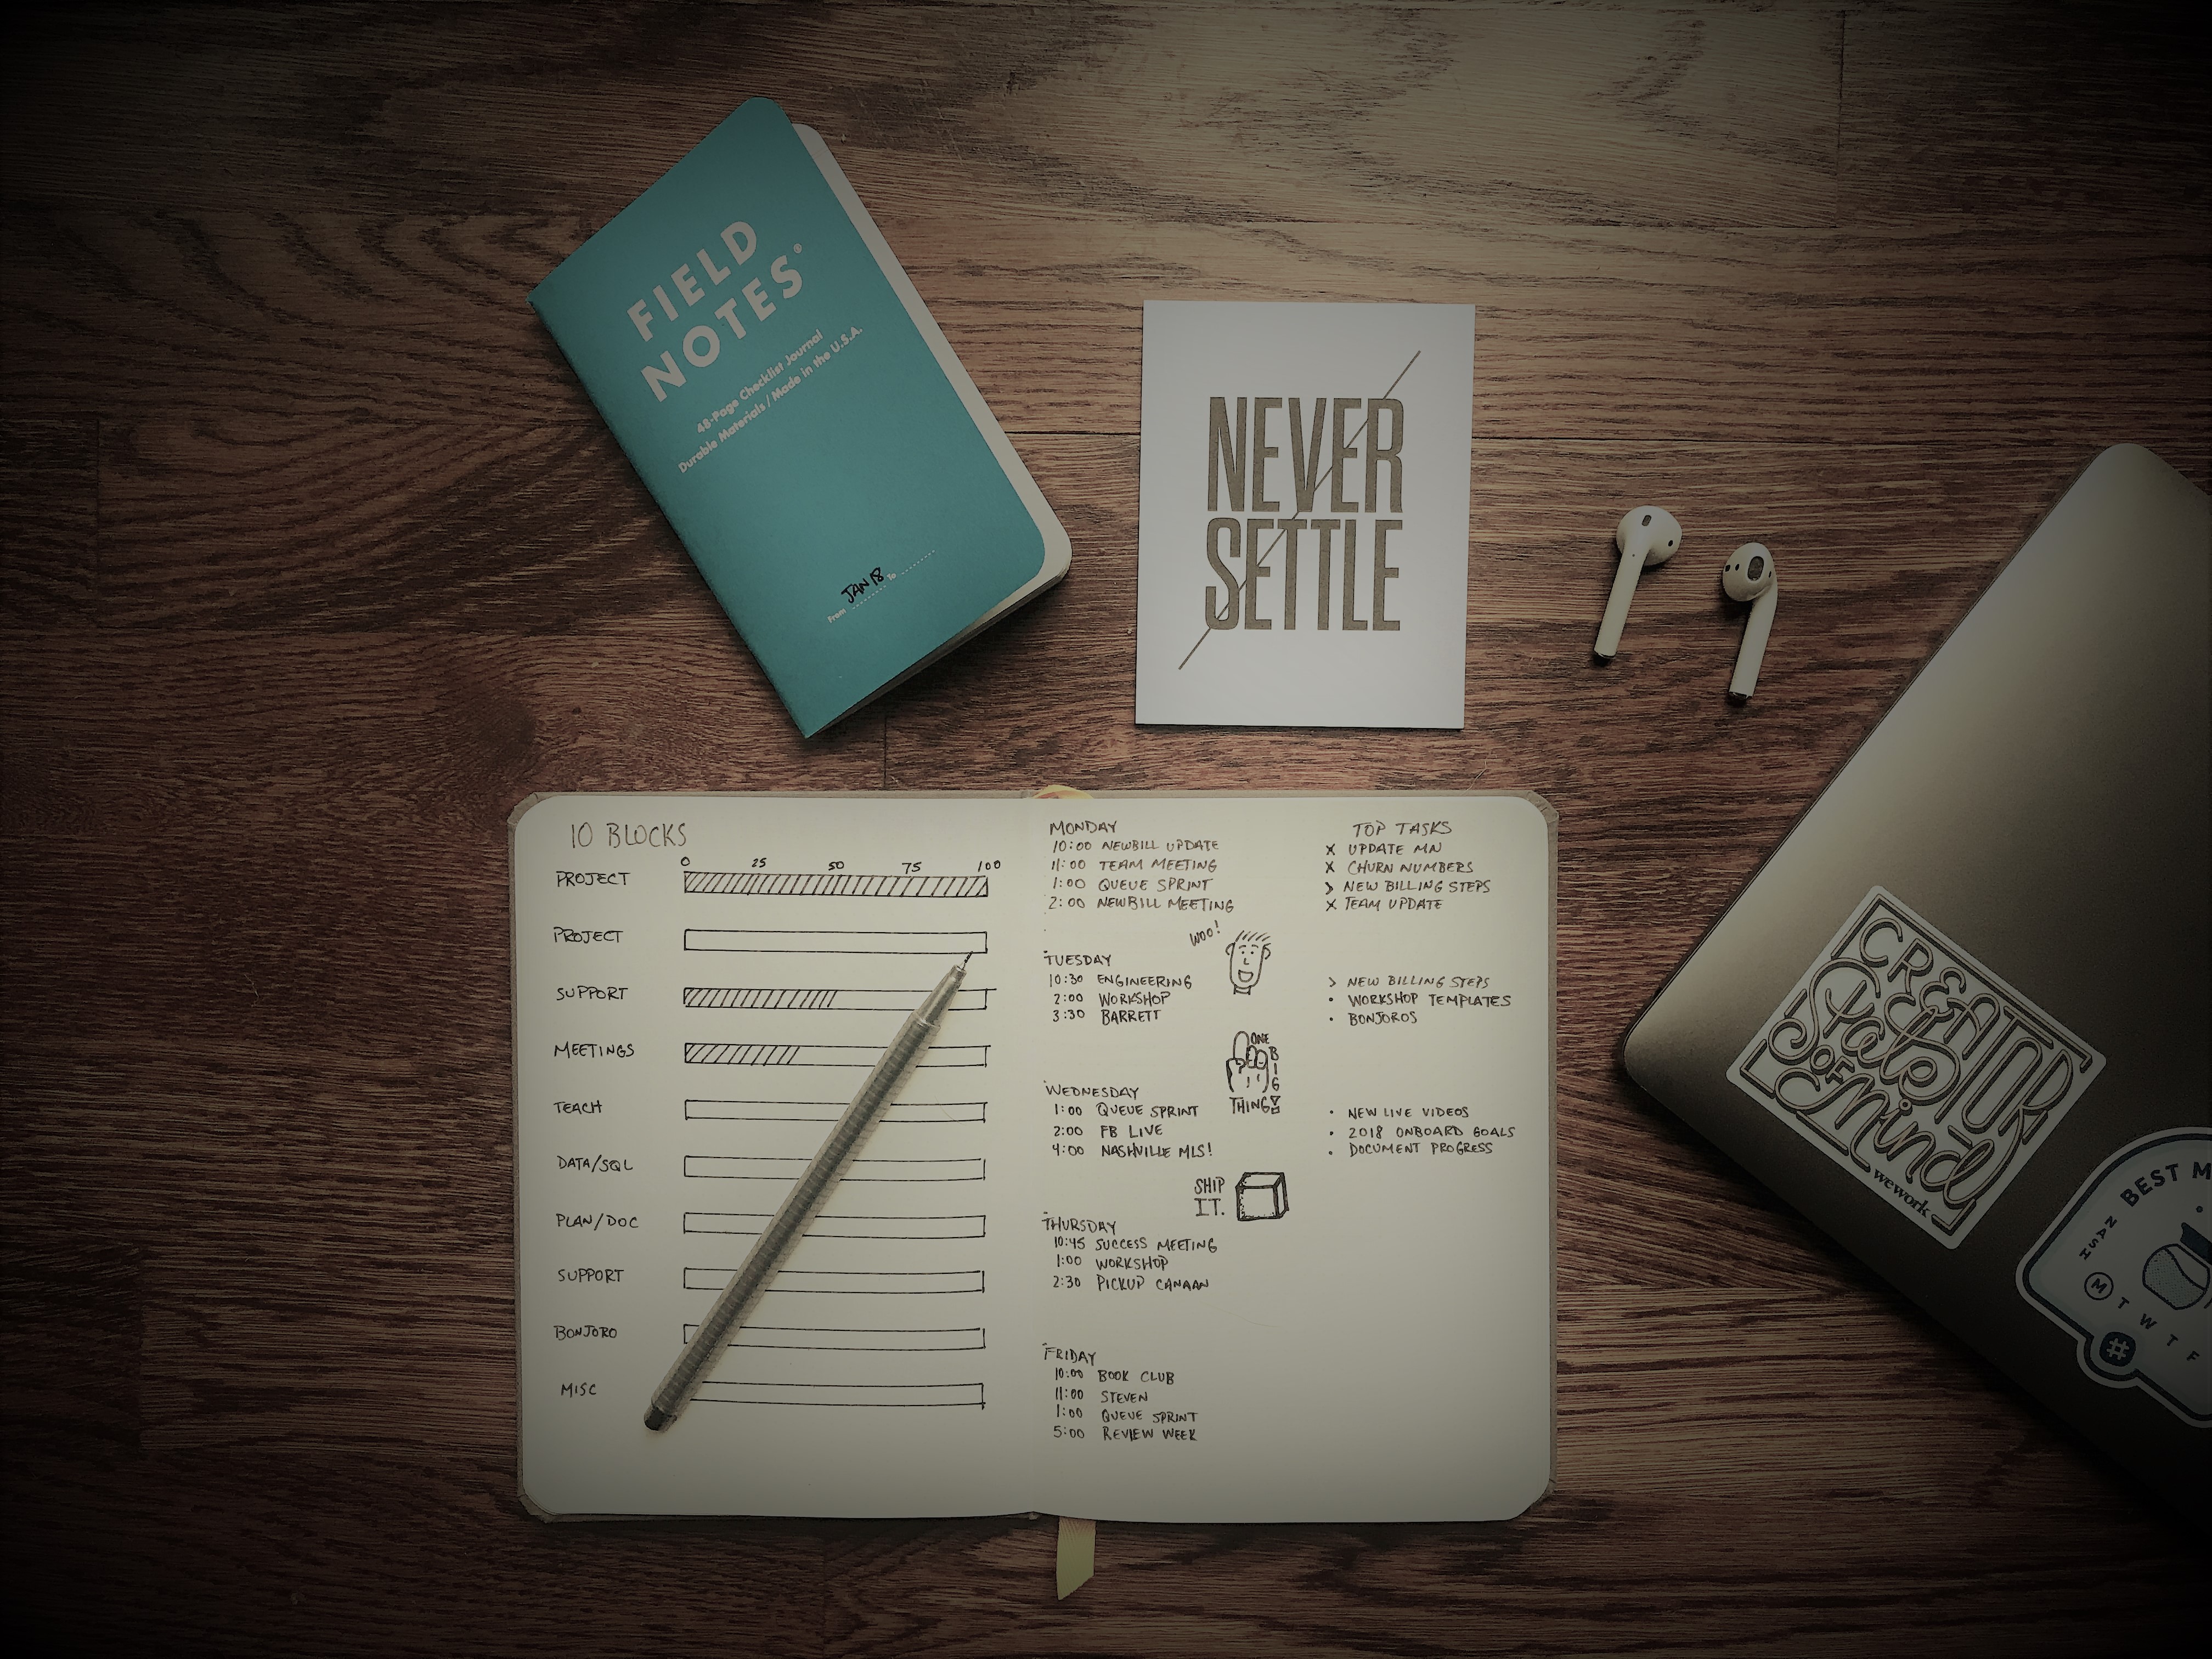 FIELD
NOTES®
48-Page Checklist Journal
Durable Materials / Made in the U.S.A.
From JAN 18 To
NEVER
SETTLE
10 BLOCKS
0 25 50 75 100
PROJECT
PROJECT
SUPPORT
MEETINGS
TEACH
DATA/SQL
PLAN/DOC
SUPPORT
BONJORO
MISC
MONDAY
10:00 NEWBILL UPDATE
11:00 TEAM MEETING
1:00 QUEUE SPRINT
2:00 NEWBILL MEETING
WOO!
TUESDAY
10:30 ENGINEERING
2:00 WORKSHOP
3:30 BARRETT
ONE
BIG
THING!
WEDNESDAY
1:00 QUEUE SPRINT
2:00 FB LIVE
4:00 NASHVILLE MLS!
SHIP
IT.
THURSDAY
10:45 SUCCESS MEETING
1:00 WORKSHOP
2:30 PICKUP CANAAN
FRIDAY
10:00 BOOK CLUB
11:00 STEVEN
1:00 QUEUE SPRINT
5:00 REVIEW WEEK
TOP TASKS
x UPDATE MN
x CHURN NUMBERS
> NEW BILLING STEPS
x TEAM UPDATE
> NEW BILLING STEPS
• WORKSHOP TEMPLATES
• BONJOROS
• NEW LIVE VIDEOS
• 2018 ONBOARD GOALS
• DOCUMENT PROGRESS
CREATOR
State
OF
Mind
wework
BEST M
NASH
M T W T F
#